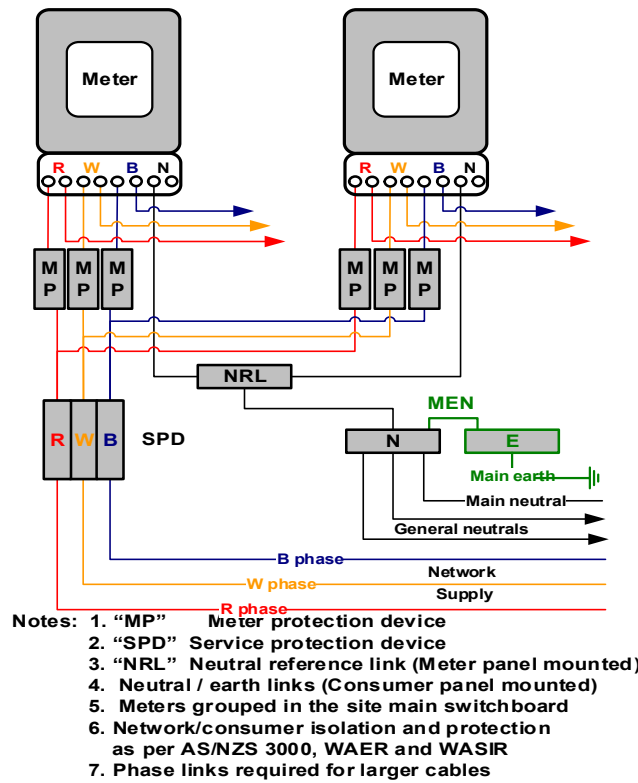 Meter
Meter
R W B N
R W B N
M P
M P
M P
M P
M P
M P
NRL
MEN
R W B
SPD
N
E
Main earth
Main neutral
General neutrals
B phase
Network
W phase
Supply
R phase
Notes: 1. “MP” Meter protection device
2. “SPD” Service protection device
3. “NRL” Neutral reference link (Meter panel mounted)
4. Neutral / earth links (Consumer panel mounted)
5. Meters grouped in the site main switchboard
6. Network/consumer isolation and protection
as per AS/NZS 3000, WAER and WASIR
7. Phase links required for larger cables